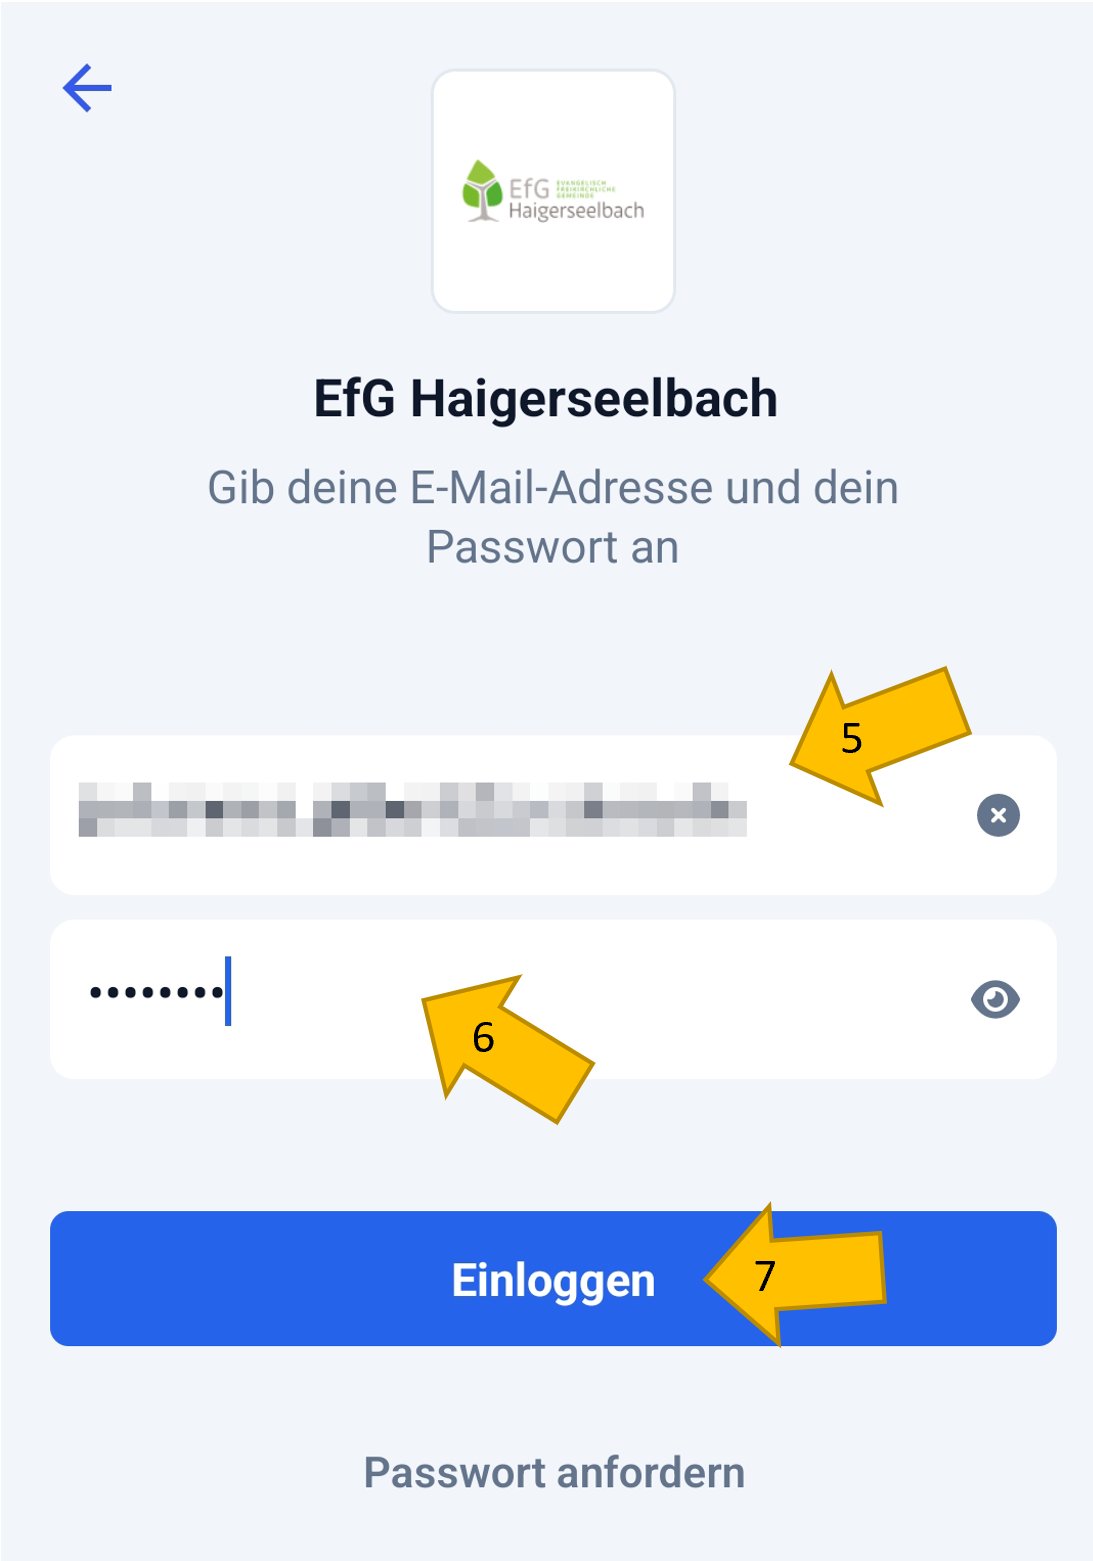 EfG EVANGELISCH
FREIKIRCHLICHE
GEMEINDE
Haigerseelbach
EfG Haigerseelbach
Gib deine E-Mail-Adresse und dein
Passwort an
5
6
Einloggen
7
Passwort anfordern